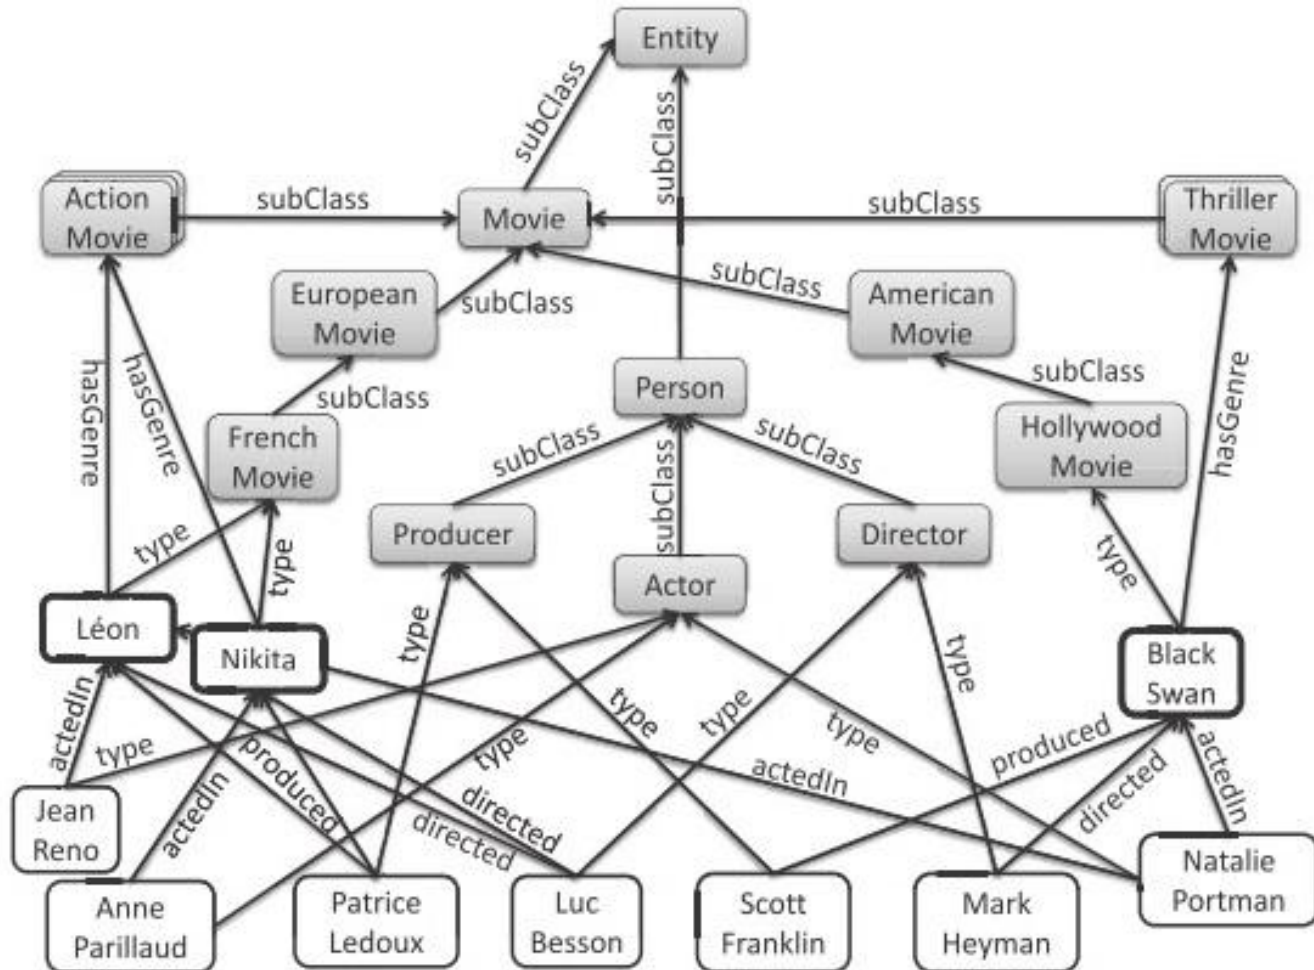 Entity
subClass
subClass
Action
Movie
subClass
Movie
subClass
Thriller
Movie
European
Movie
subClass
subClass
American
Movie
hasGenre
hasGenre
subClass
Person
subClass
hasGenre
French
Movie
subClass
subClass
subClass
Hollywood
Movie
type
type
Producer
Director
type
Actor
Léon
Nikita
type
type
Black
Swan
actedIn
type
actedIn
produced
type
directed
directed
type
type
type
actedIn
produced
directed
actedIn
Jean
Reno
Anne
Parillaud
Patrice
Ledoux
Luc
Besson
Scott
Franklin
Mark
Heyman
Natalie
Portman